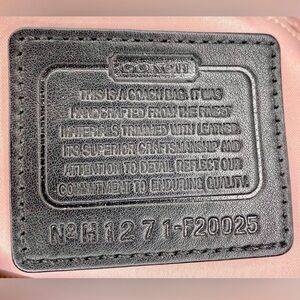 COACH
THIS IS A COACH BAG. IT WAS
HANDCRAFTED FROM THE FINEST
MATERIALS TRIMMED WITH LEATHER.
ITS SUPERIOR CRAFTSMANSHIP AND
ATTENTION TO DETAIL REFLECT OUR
COMMITMENT TO ENDURING QUALITY.
Nº H1271-F20025